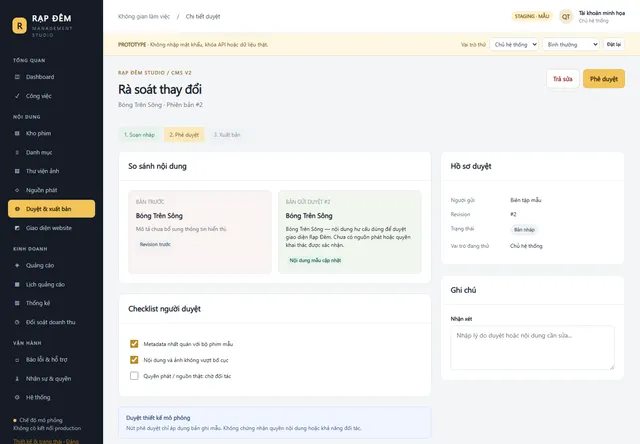 R
RẠP ĐÊM
MANAGEMENT
STUDIO
TỔNG QUAN
Dashboard
Công việc
NỘI DUNG
Kho phim
Danh mục
Thư viện ảnh
Nguồn phát
Duyệt & xuất bản
Giao diện website
KINH DOANH
Quảng cáo
Lịch quảng cáo
Thống kê
Đối soát doanh thu
VẬN HÀNH
Báo lỗi & hỗ trợ
Nhân sự & quyền
Hệ thống
Chế độ mô phỏng
Không có kết nối production
Thiết kế & trạng thái · Đăng
Không gian làm việc / Chi tiết duyệt
STAGING · MẪU
QT
Tài khoản minh họa
Chủ hệ thống
PROTOTYPE · Không nhập mật khẩu, khóa API hoặc dữ liệu thật.
Vai trò thử
Chủ hệ thống
Bình thường
Đặt lại
RẠP ĐÊM STUDIO / CMS V2
Rà soát thay đổi
Bóng Trên Sông · Phiên bản #2
Trả sửa
Phê duyệt
1. Soạn nhập
2. Phê duyệt
3. Xuất bản
So sánh nội dung
BẢN TRƯỚC
Bóng Trên Sông
Mô tả chưa bổ sung thông tin hiển thị.
Revision trước
BẢN GỬI DUYỆT #2
Bóng Trên Sông
Bóng Trên Sông — nội dung hư cấu dùng để duyệt
giao diện Rạp Đêm. Chưa có nguồn phát hoặc quyền
khai thác được xác nhận.
Nội dung mẫu cập nhật
Checklist người duyệt
Metadata nhất quán với bộ phim mẫu
Nội dung và ảnh không vượt bố cục
Quyền phát / nguồn thật: chờ đối tác
Duyệt thiết kế mô phỏng
Nút phê duyệt chỉ áp dụng bản ghi mẫu. Không chứng nhận quyền nội dung hoặc khả năng đối tác.
Hồ sơ duyệt
Người gửi
Biên tập mẫu
Revision
#2
Trạng thái
Bản nháp
Vai trò đang thử
Chủ hệ thống
Ghi chú
Nhận xét
Nhập lý do duyệt hoặc nội dung cần sửa...